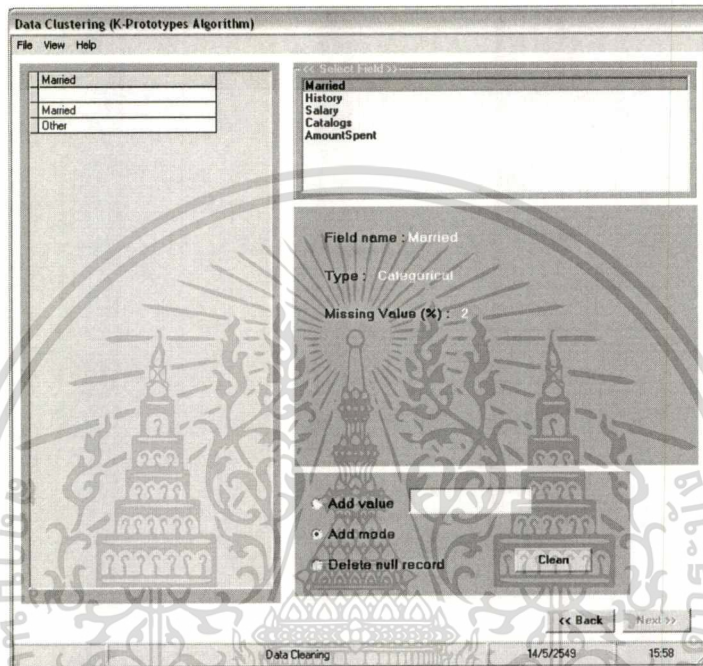 Data Clustering (K-Prototypes Algorithm)
File View Help
Married
Married
Other
<< Select Field >>
Married
History
Salary
Catalogs
AmountSpent
Field name : Married
Type : Categorical
Missing Value (%) : 2
Add value
Add mode
Delete null record
Clean
<< Back
Next >>
Data Cleaning
14/5/2549
15:58